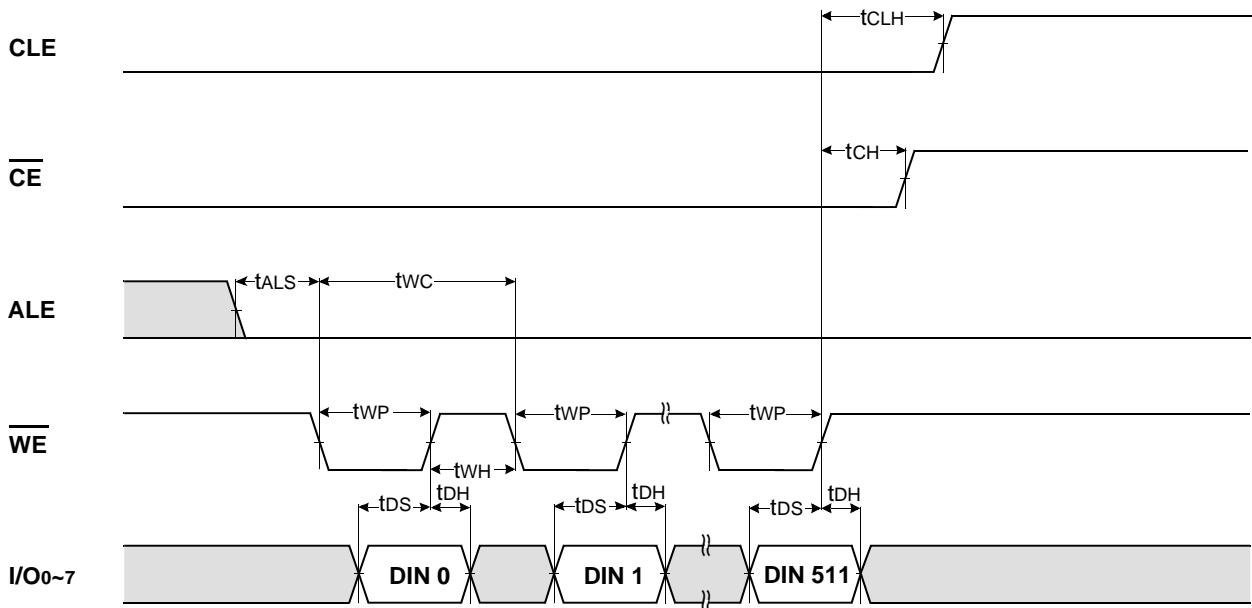 CLE
tCLH
CE
tCH
ALE
tALS
tWC
WE
tWP
tWP
tWP
tWH
tDS
tDH
tDS
tDH
tDS
tDH
I/O0~7
DIN 0
DIN 1
DIN 511